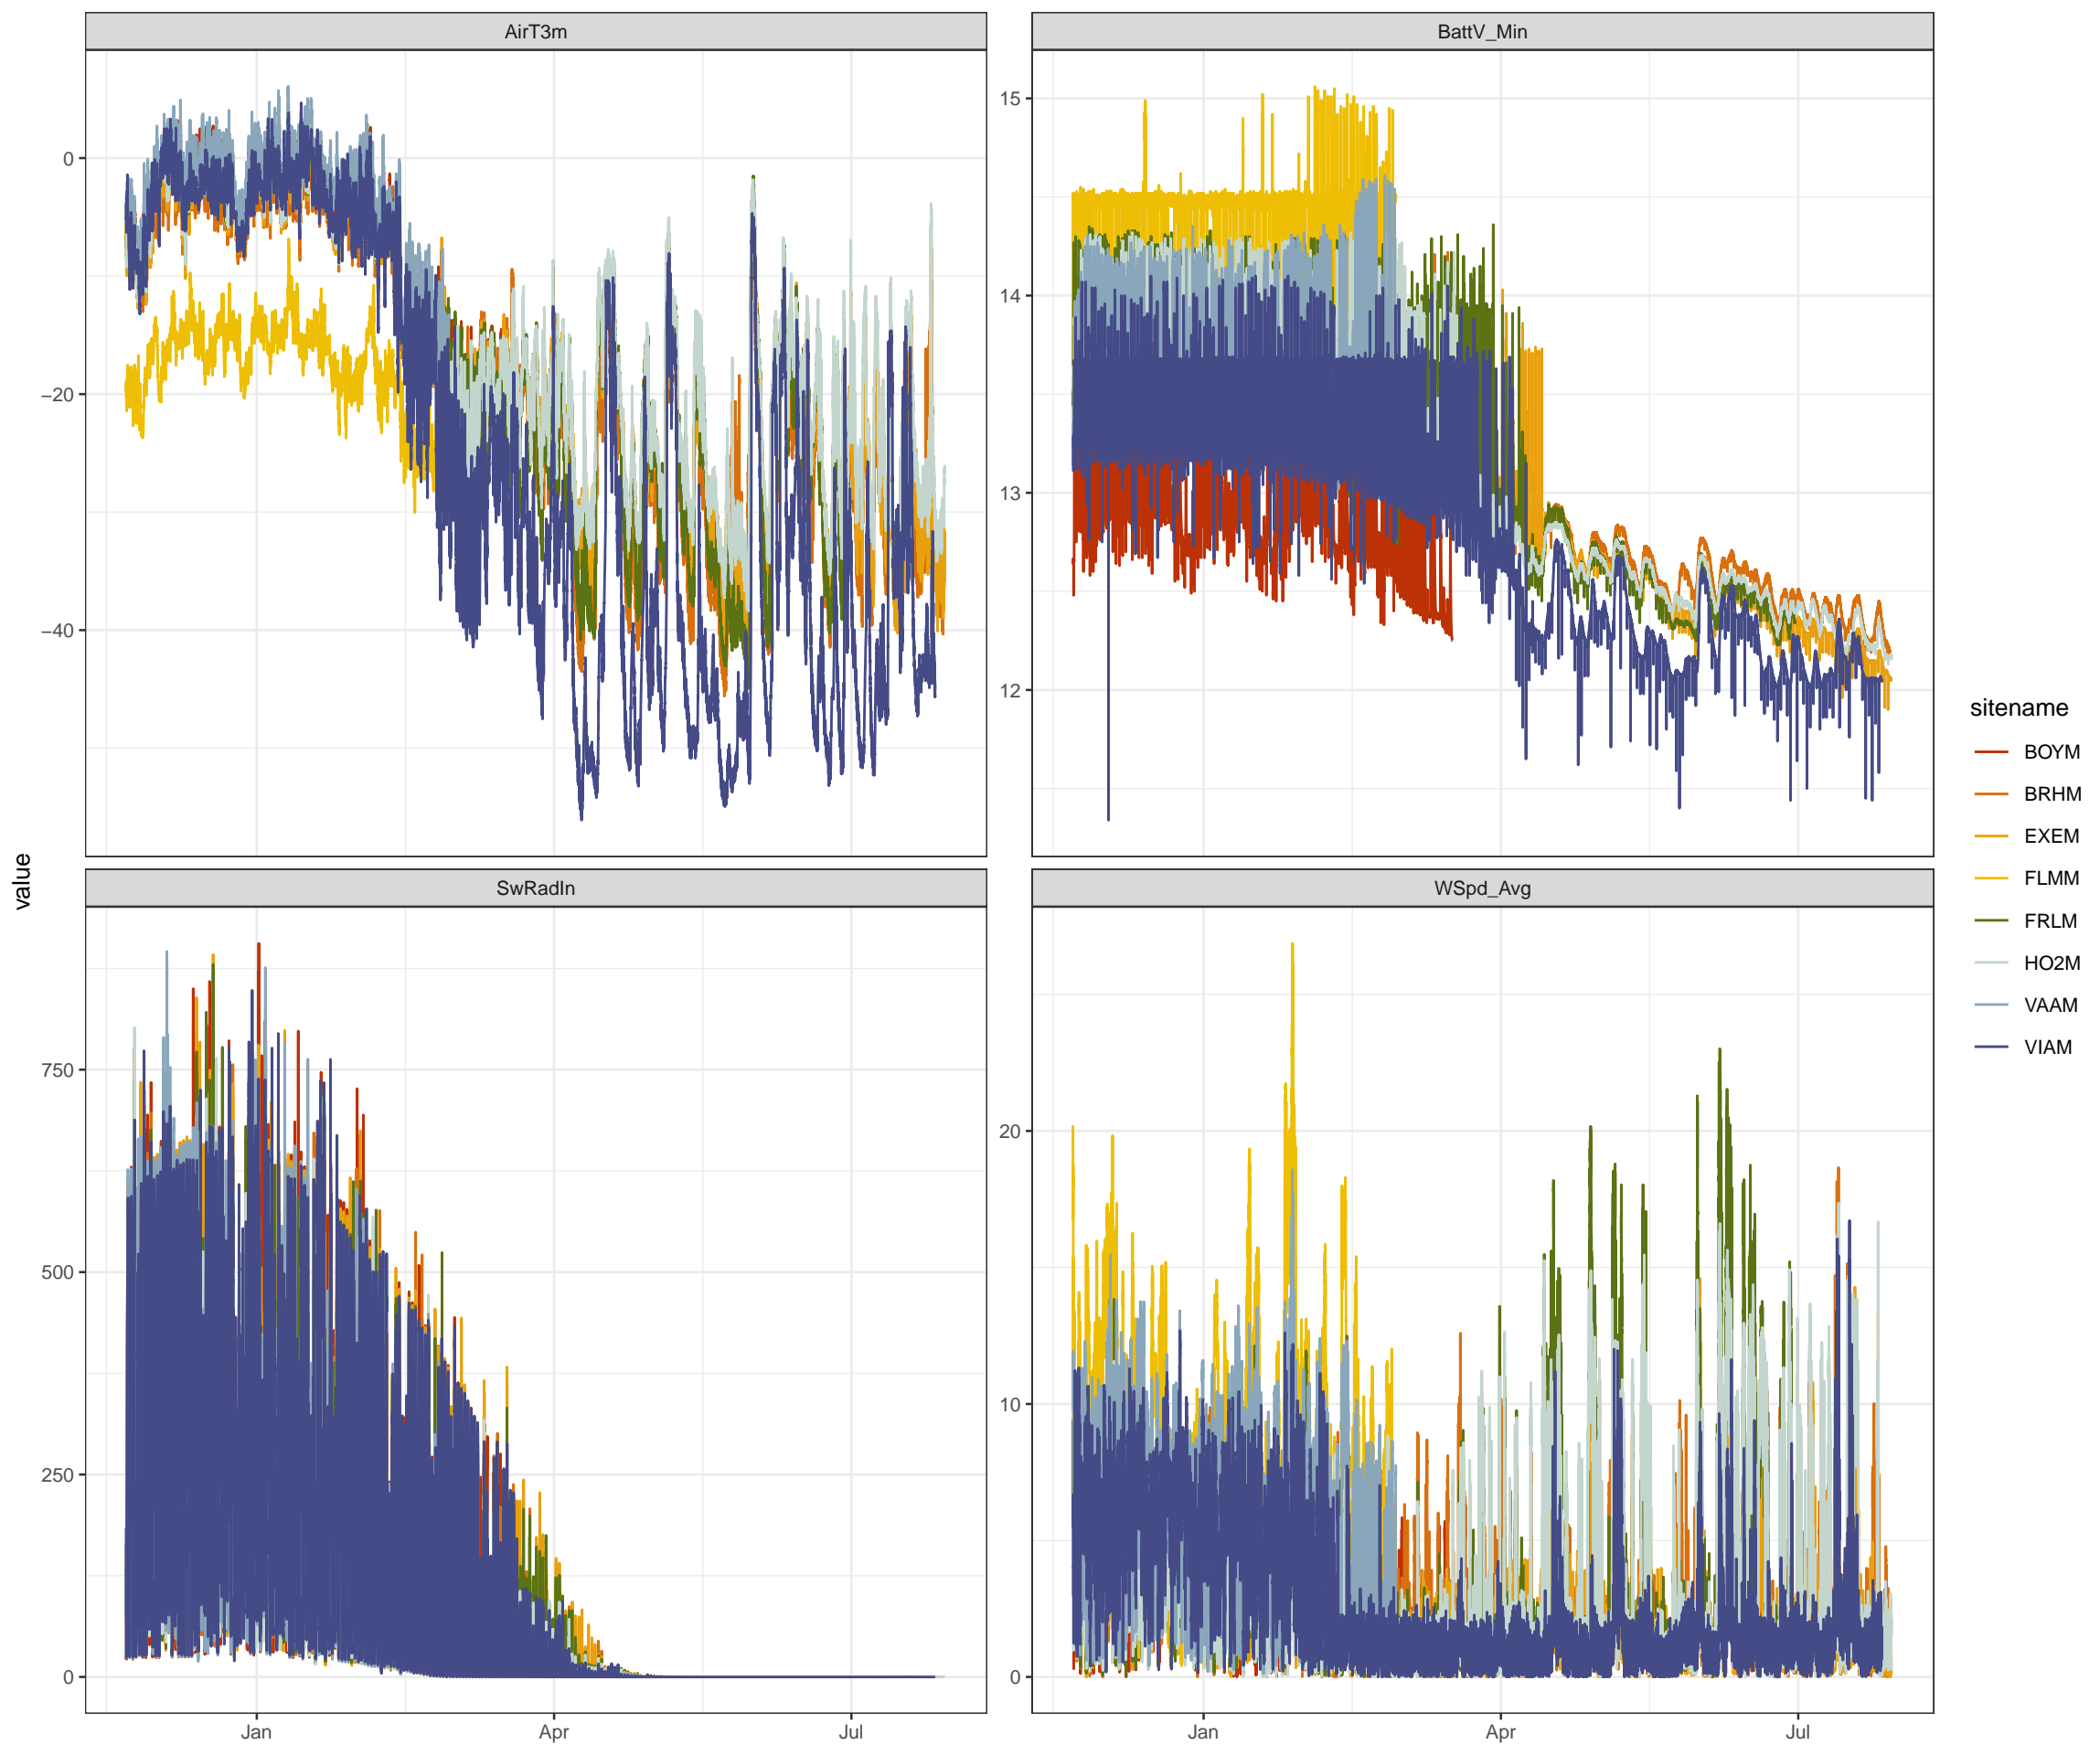 AirT3m
BattV_Min
0
−20
−40
15
14
13
12
SwRadIn
WSpd_Avg
750
500
250
0
20
10
0
Jan
Apr
Jul
Jan
Apr
Jul
value
sitename
BOYM
BRHM
EXEM
FLMM
FRLM
HO2M
VAAM
VIAM